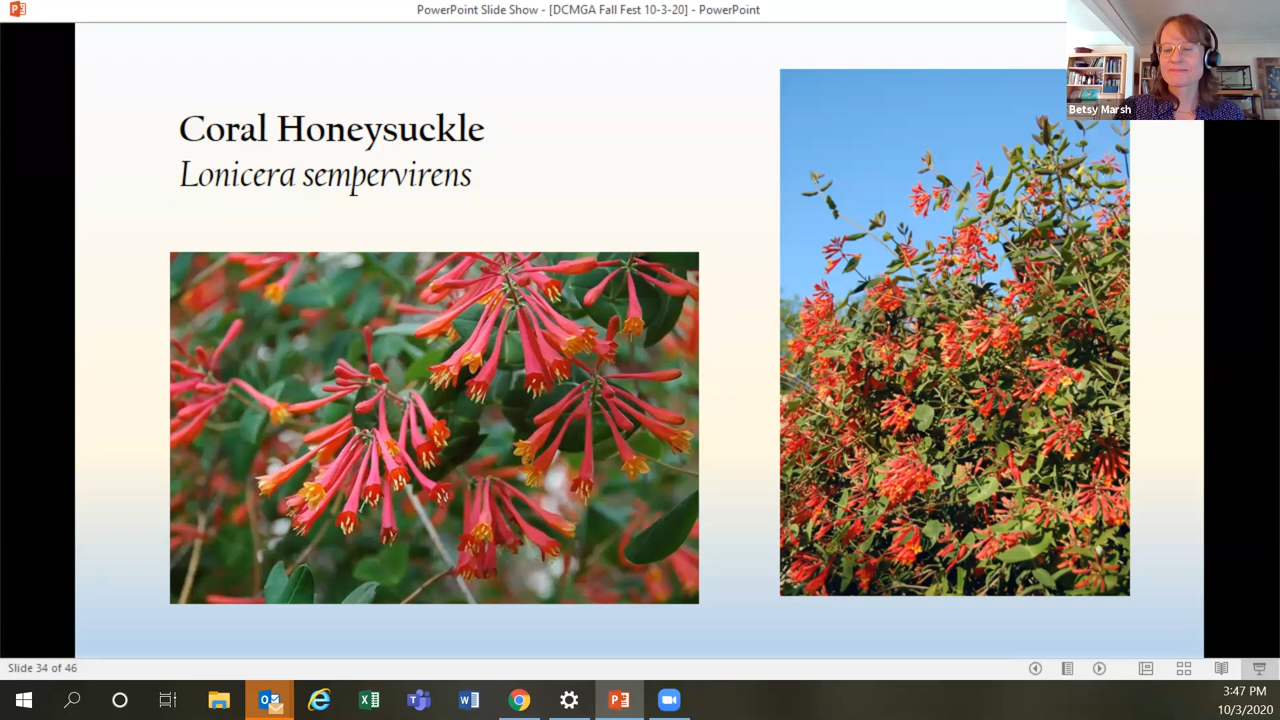 PowerPoint Slide Show - [DCMGA Fall Fest 10-3-20] - PowerPoint
Betsy Marsh
Coral Honeysuckle
Lonicera sempervirens
Slide 34 of 46
3:47 PM
10/3/2020